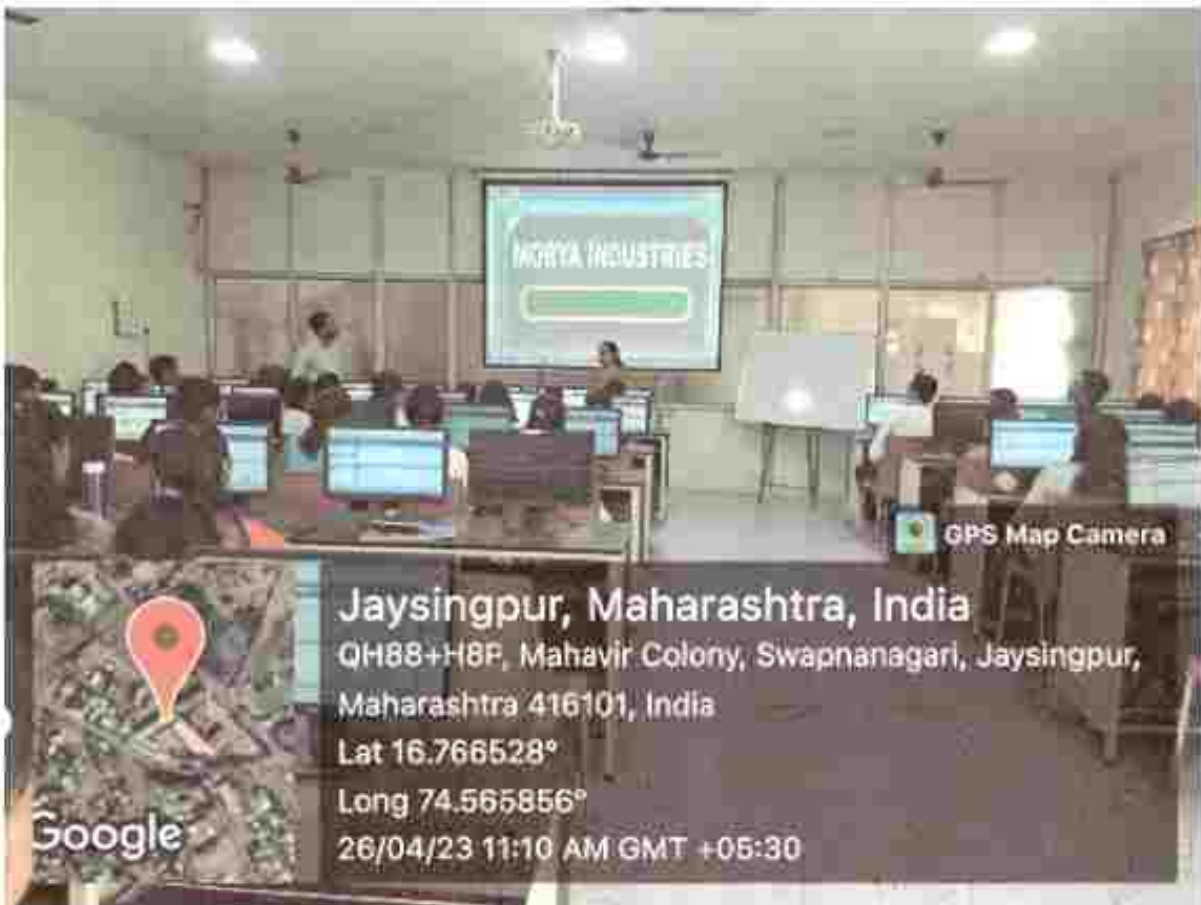 MORYA INDUSTRIES
GPS Map Camera
Jaysingpur, Maharashtra, India
QH88+H8P, Mahavir Colony, Swapnanagari, Jaysingpur,
Maharashtra 416101, India
Lat 16.766528°
Long 74.565856°
26/04/23 11:10 AM GMT +05:30
Google